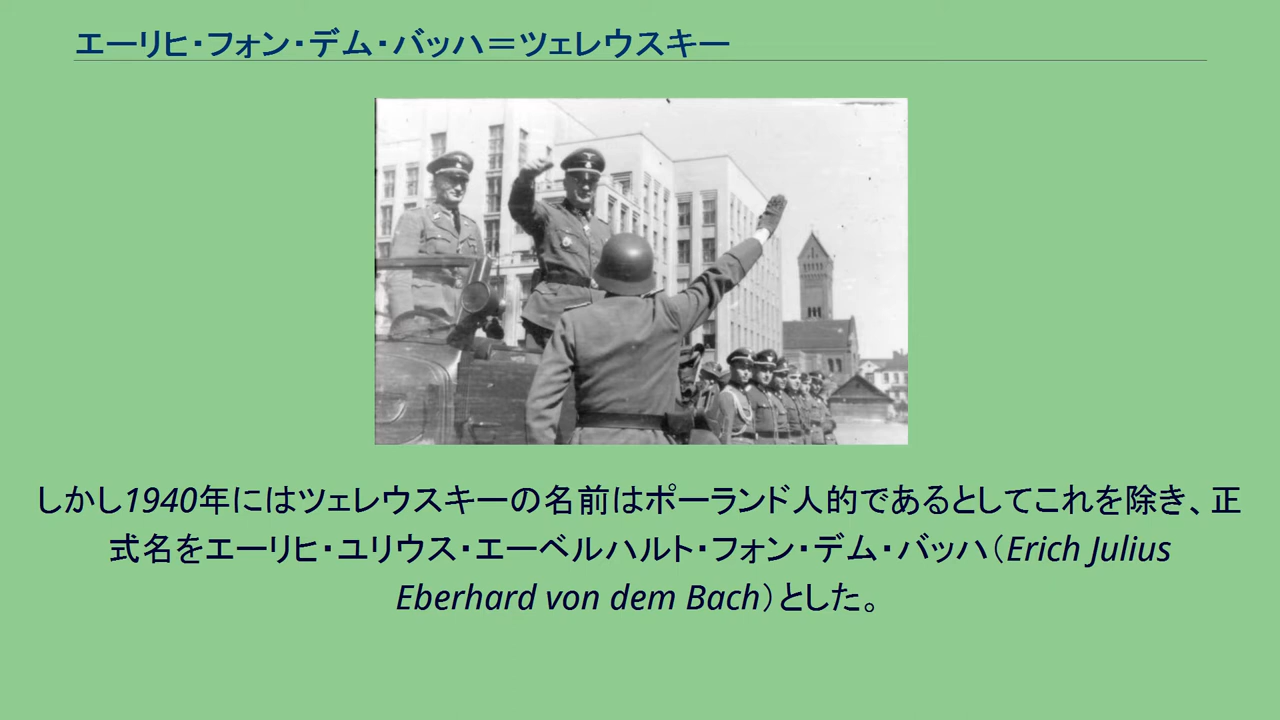 エーリヒ・フォン・デム・バッハ＝ツェレウスキー
しかし1940年にはツェレウスキーの名前はポーランド人的であるとしてこれを除き、正
式名をエーリヒ・ユリウス・エーベルハルト・フォン・デム・バッハ（Erich Julius
Eberhard von dem Bach）とした。